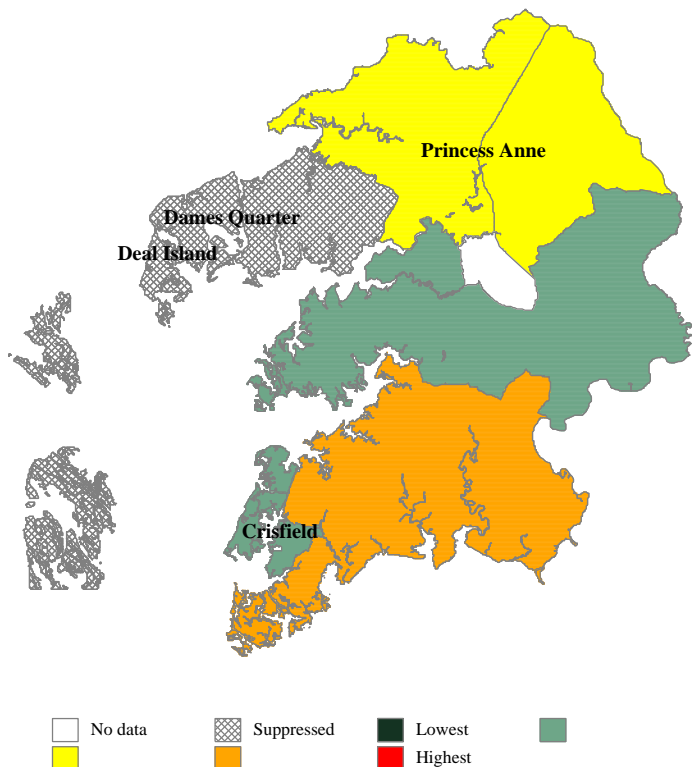 Princess Anne
Dames Quarter
Deal Island
Crisfield
No data Suppressed Lowest
Highest